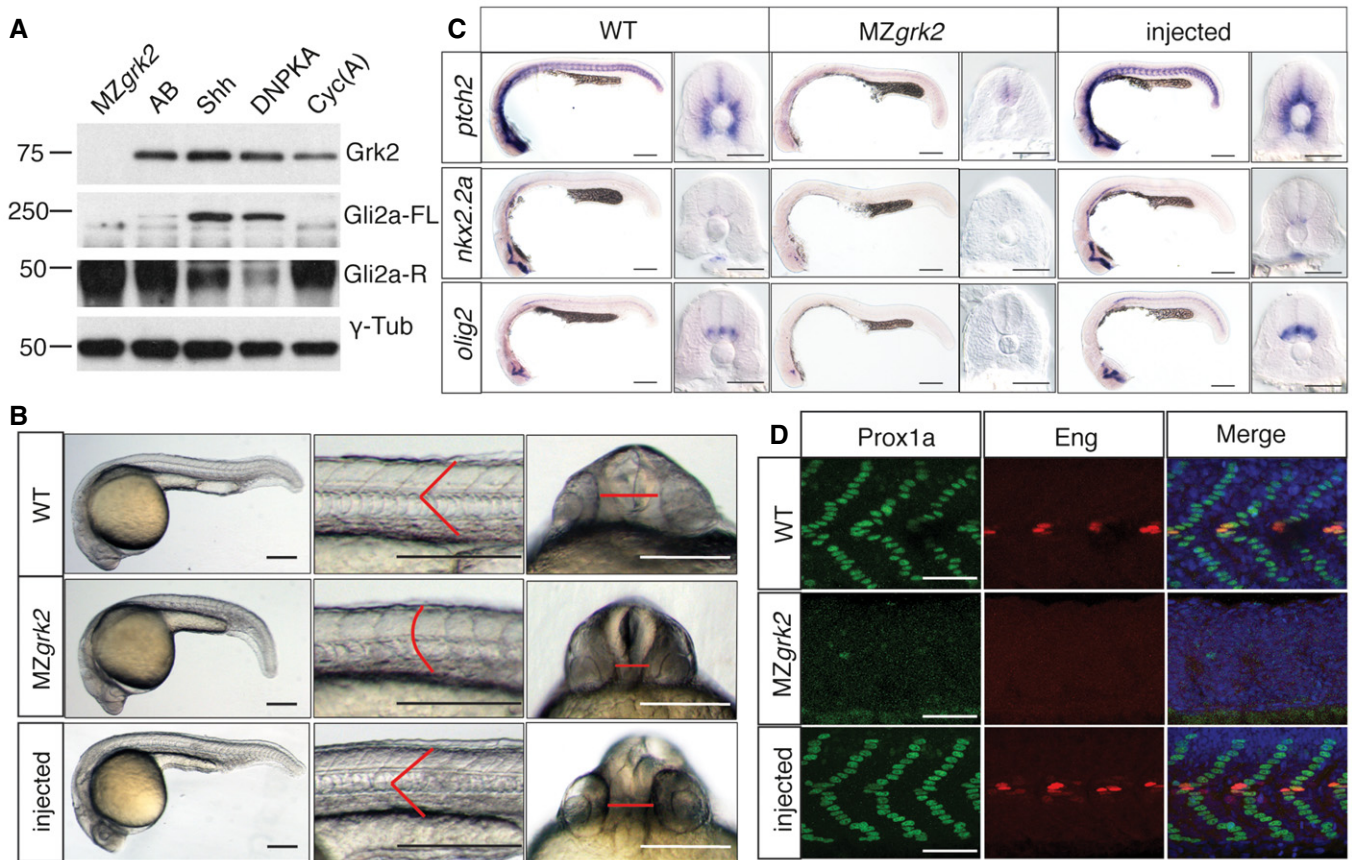 A
MZgrk2 AB Shh DNPKA Cyc(A)
75 Grk2
250 Gli2a-FL
50 Gli2a-R
50 γ-Tub
B
WT
MZgrk2
injected
C
WT MZgrk2 injected
ptch2
nkx2.2a
olig2
D
Prox1a Eng Merge
WT
MZgrk2
injected